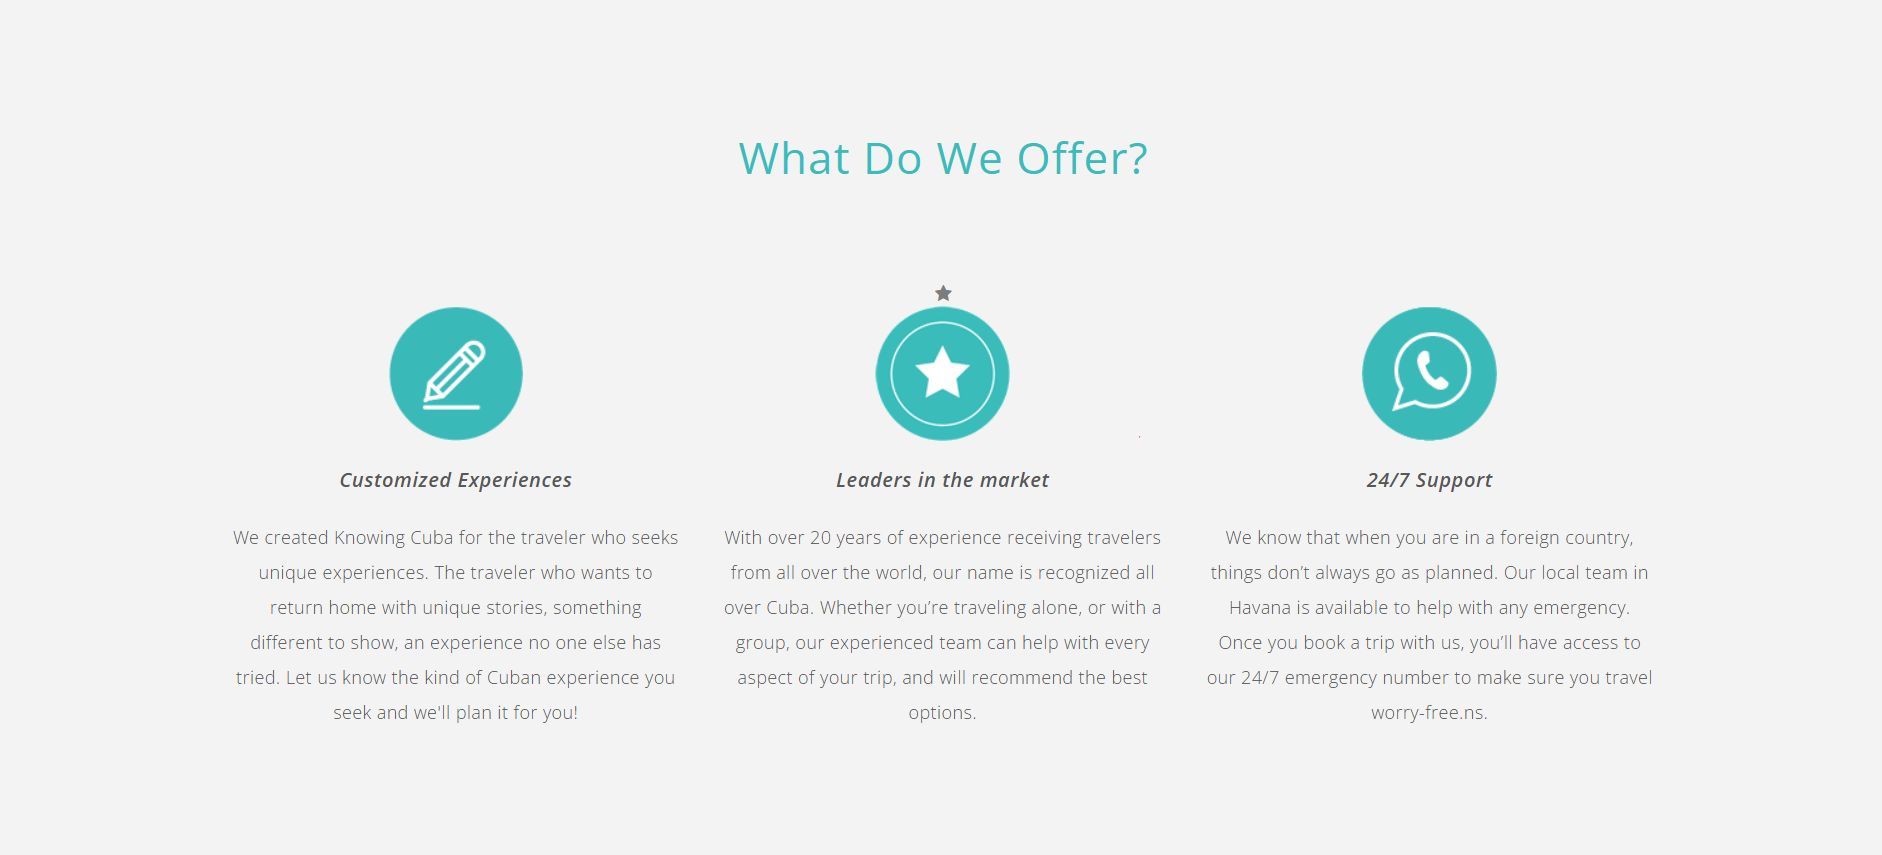 What Do We Offer?
Customized Experiences
We created Knowing Cuba for the traveler who seeks
unique experiences. The traveler who wants to
return home with unique stories, something
different to show, an experience no one else has
tried. Let us know the kind of Cuban experience you
seek and we'll plan it for you!
Leaders in the market
With over 20 years of experience receiving travelers
from all over the world, our name is recognized all
over Cuba. Whether you’re traveling alone, or with a
group, our experienced team can help with every
aspect of your trip, and will recommend the best
options.
24/7 Support
We know that when you are in a foreign country,
things don’t always go as planned. Our local team in
Havana is available to help with any emergency.
Once you book a trip with us, you’ll have access to
our 24/7 emergency number to make sure you travel
worry-free.ns.